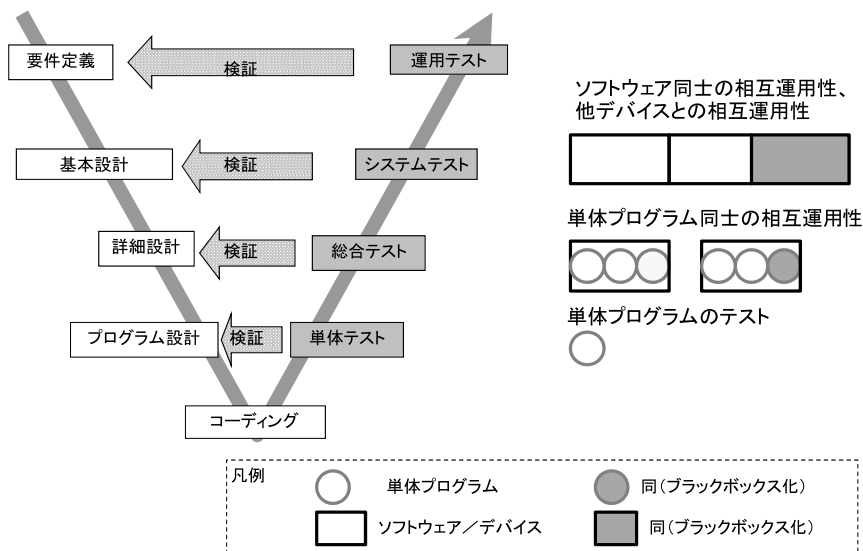 要件定義
検証
運用テスト
基本設計
検証
システムテスト
詳細設計
検証
総合テスト
プログラム設計
検証
単体テスト
コーディング
ソフトウェア同士の相互運用性、
他デバイスとの相互運用性
単体プログラム同士の相互運用性
単体プログラムのテスト
凡例
単体プログラム
同(ブラックボックス化)
ソフトウェア/デバイス
同(ブラックボックス化)